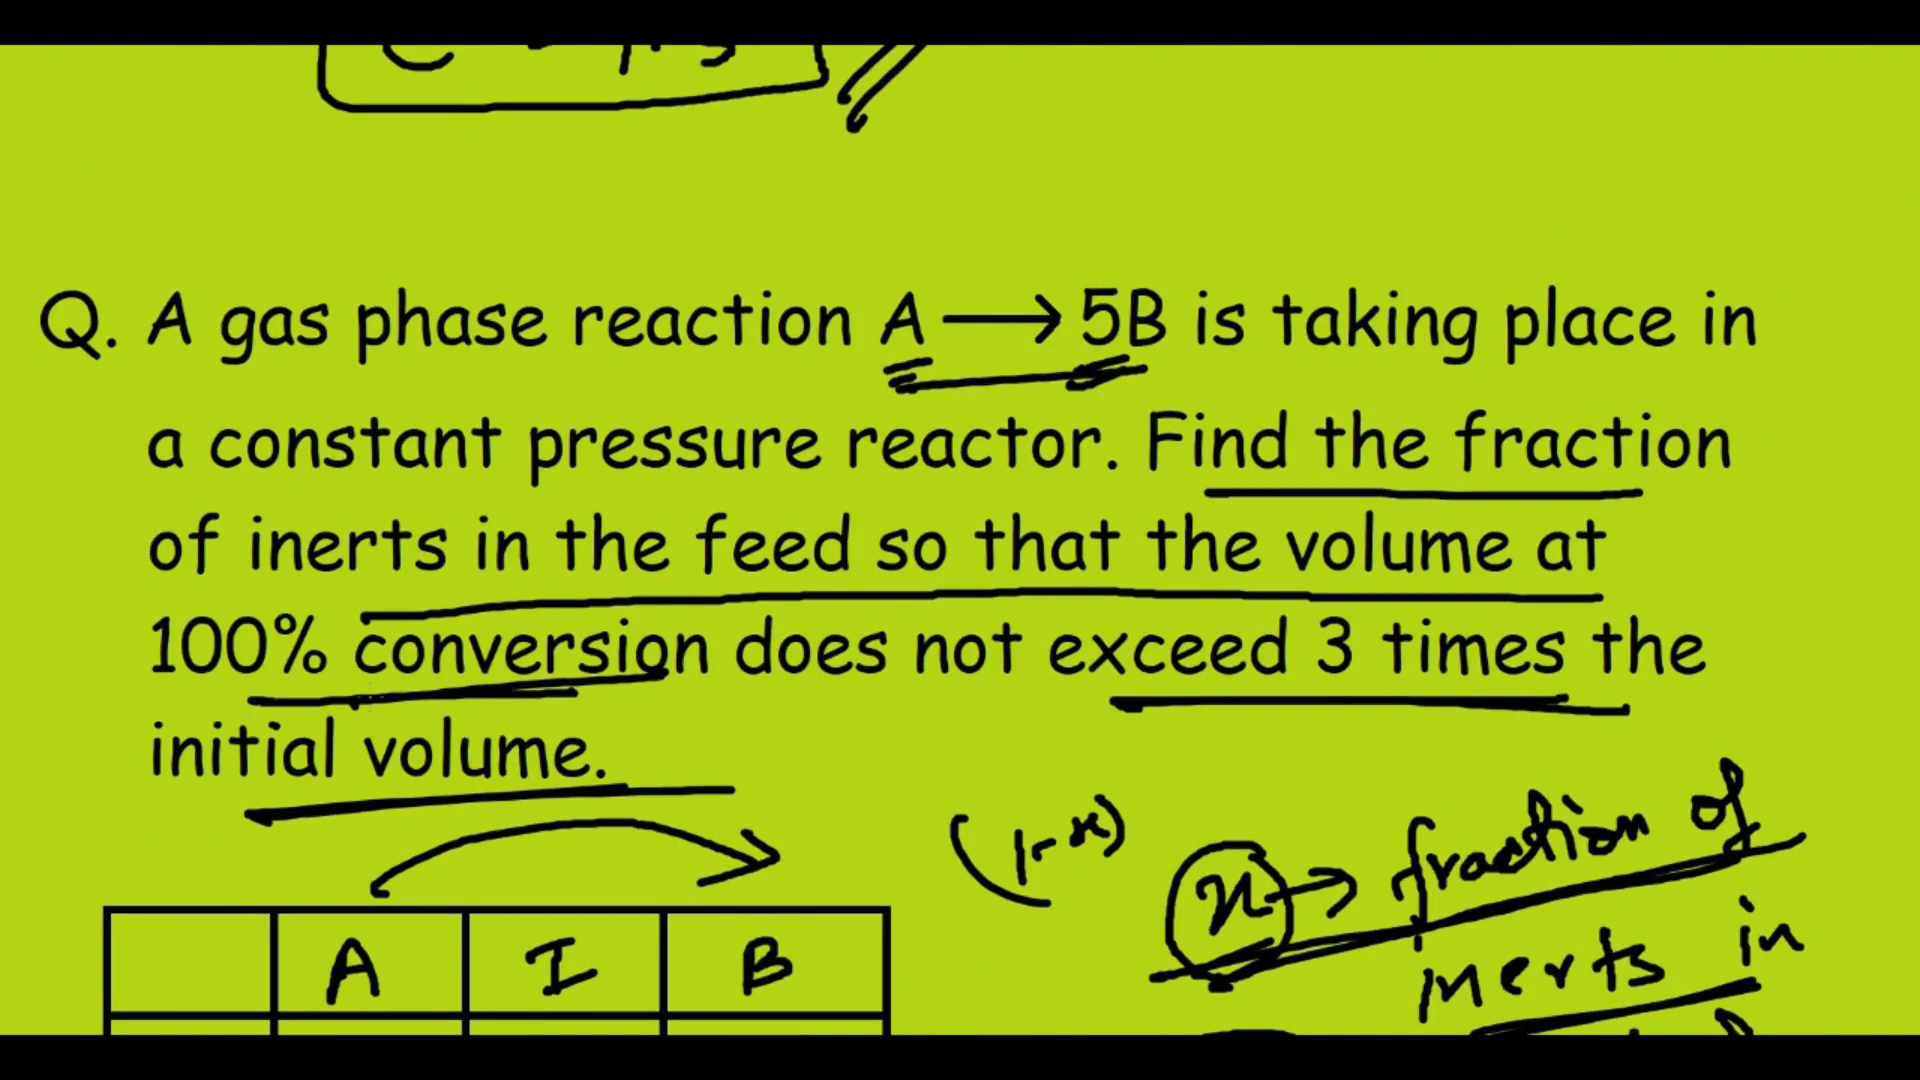 Q. A gas phase reaction A → 5B is taking place in
a constant pressure reactor. Find the fraction
of inerts in the feed so that the volume at
100% conversion does not exceed 3 times the
initial volume.
(1-x)
x → fraction of
inerts in
A I B